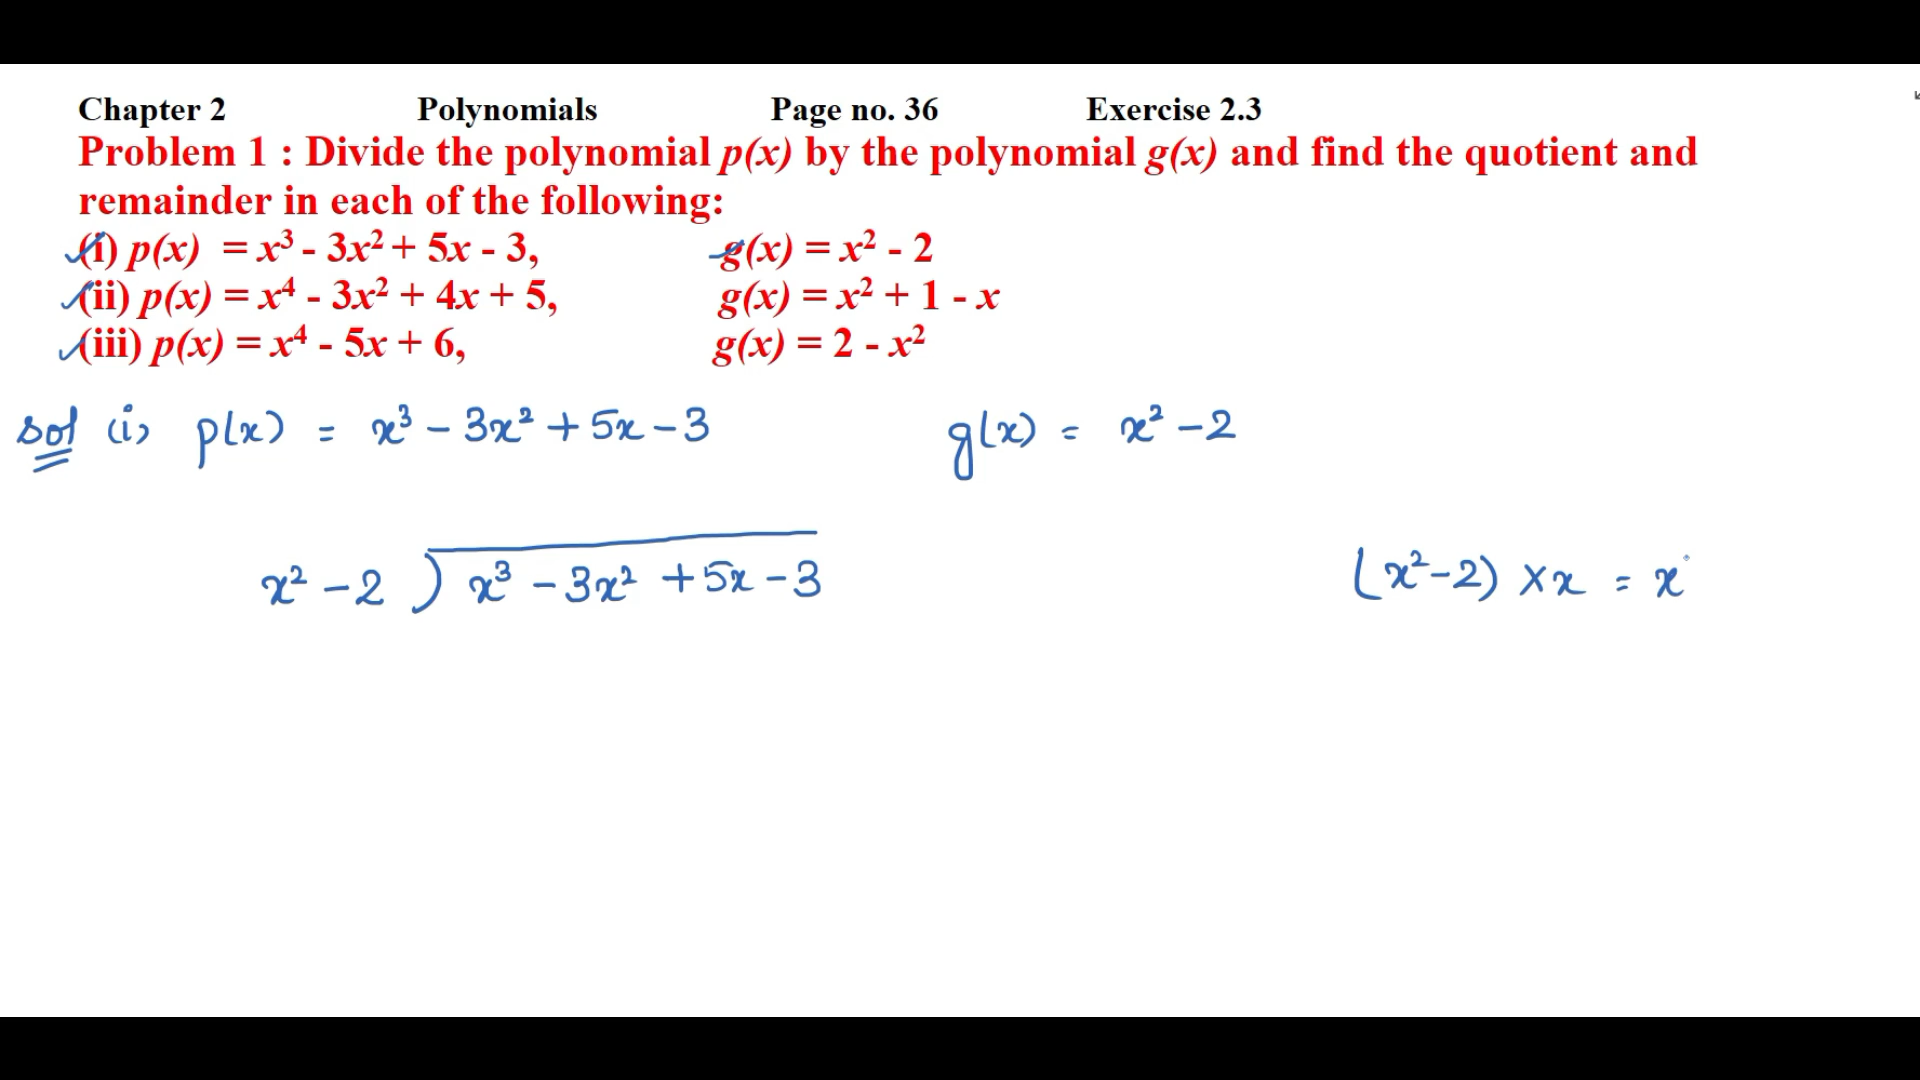 Chapter 2 Polynomials Page no. 36 Exercise 2.3
Problem 1 : Divide the polynomial p(x) by the polynomial g(x) and find the quotient and
remainder in each of the following:
(i) p(x) = x³ - 3x² + 5x - 3, g(x) = x² - 2
(ii) p(x) = x⁴ - 3x² + 4x + 5, g(x) = x² + 1 - x
(iii) p(x) = x⁴ - 5x + 6, g(x) = 2 - x²
Sol (i) p(x) = x³ - 3x² + 5x - 3 g(x) = x² - 2
x² - 2 ) x³ - 3x² + 5x - 3 (x² - 2) × x = x